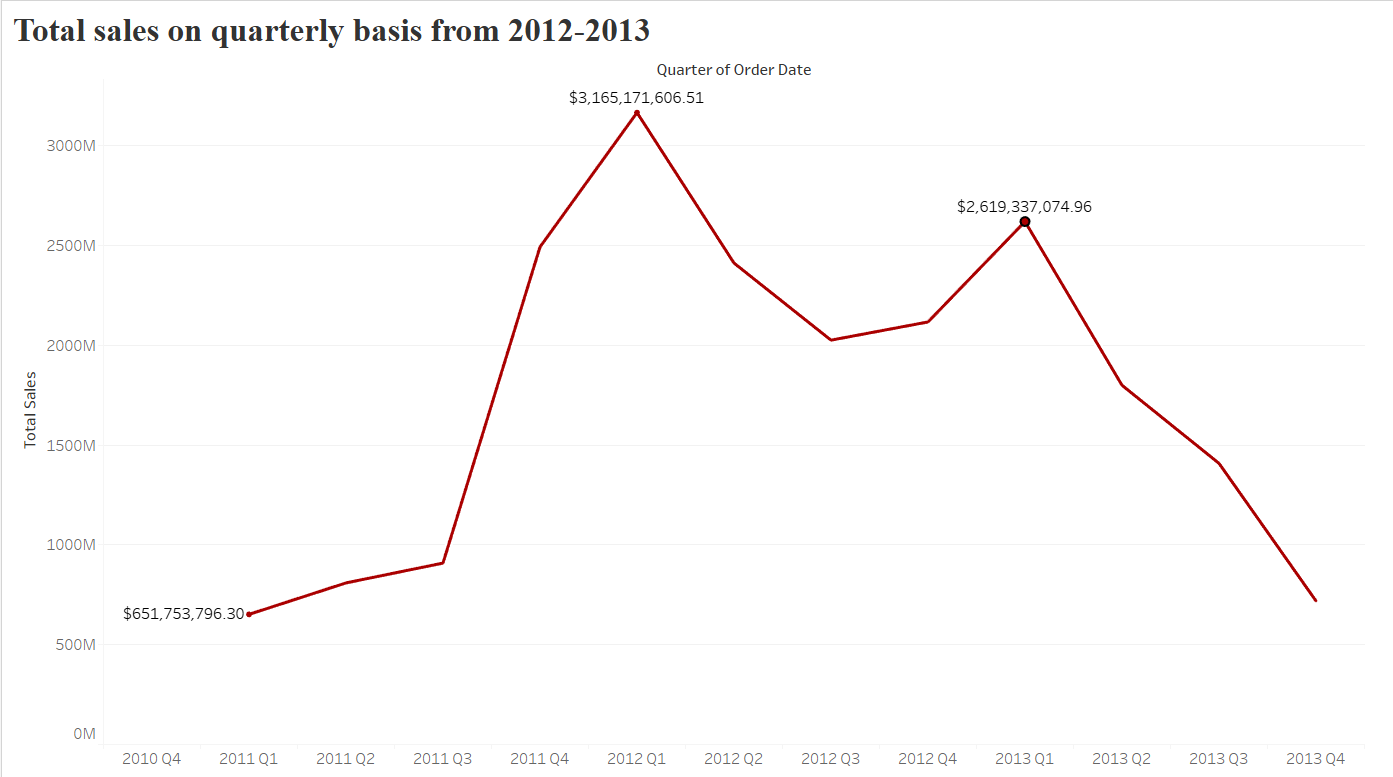 Total sales on quarterly basis from 2012-2013
Quarter of Order Date
$3,165,171,606.51
3000M
$2,619,337,074.96
2500M
2000M
Total Sales
1500M
1000M
$651,753,796.30
500M
0M
2010 Q4 2011 Q1 2011 Q2 2011 Q3 2011 Q4 2012 Q1 2012 Q2 2012 Q3 2012 Q4 2013 Q1 2013 Q2 2013 Q3 2013 Q4